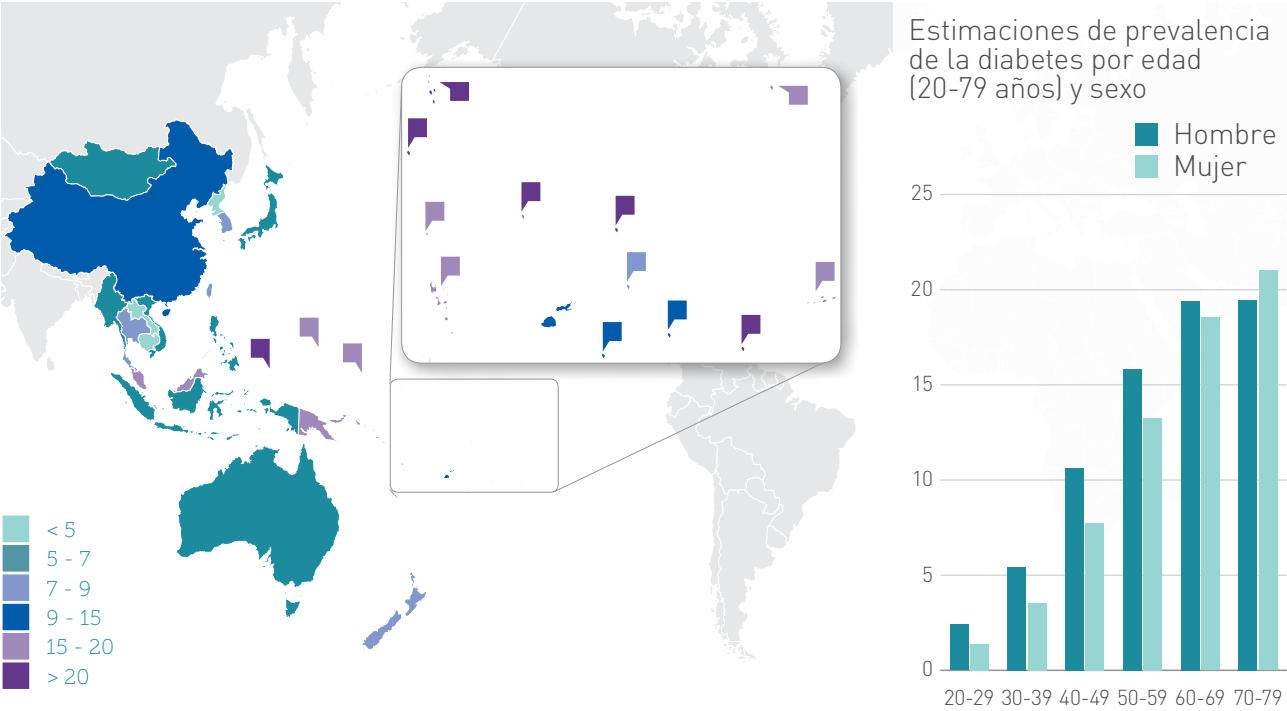 Estimaciones de prevalencia
de la diabetes por edad
(20-79 años) y sexo
Hombre
Mujer
25
20
15
10
5
0
20-29 30-39 40-49 50-59 60-69 70-79
< 5
5 - 7
7 - 9
9 - 15
15 - 20
> 20